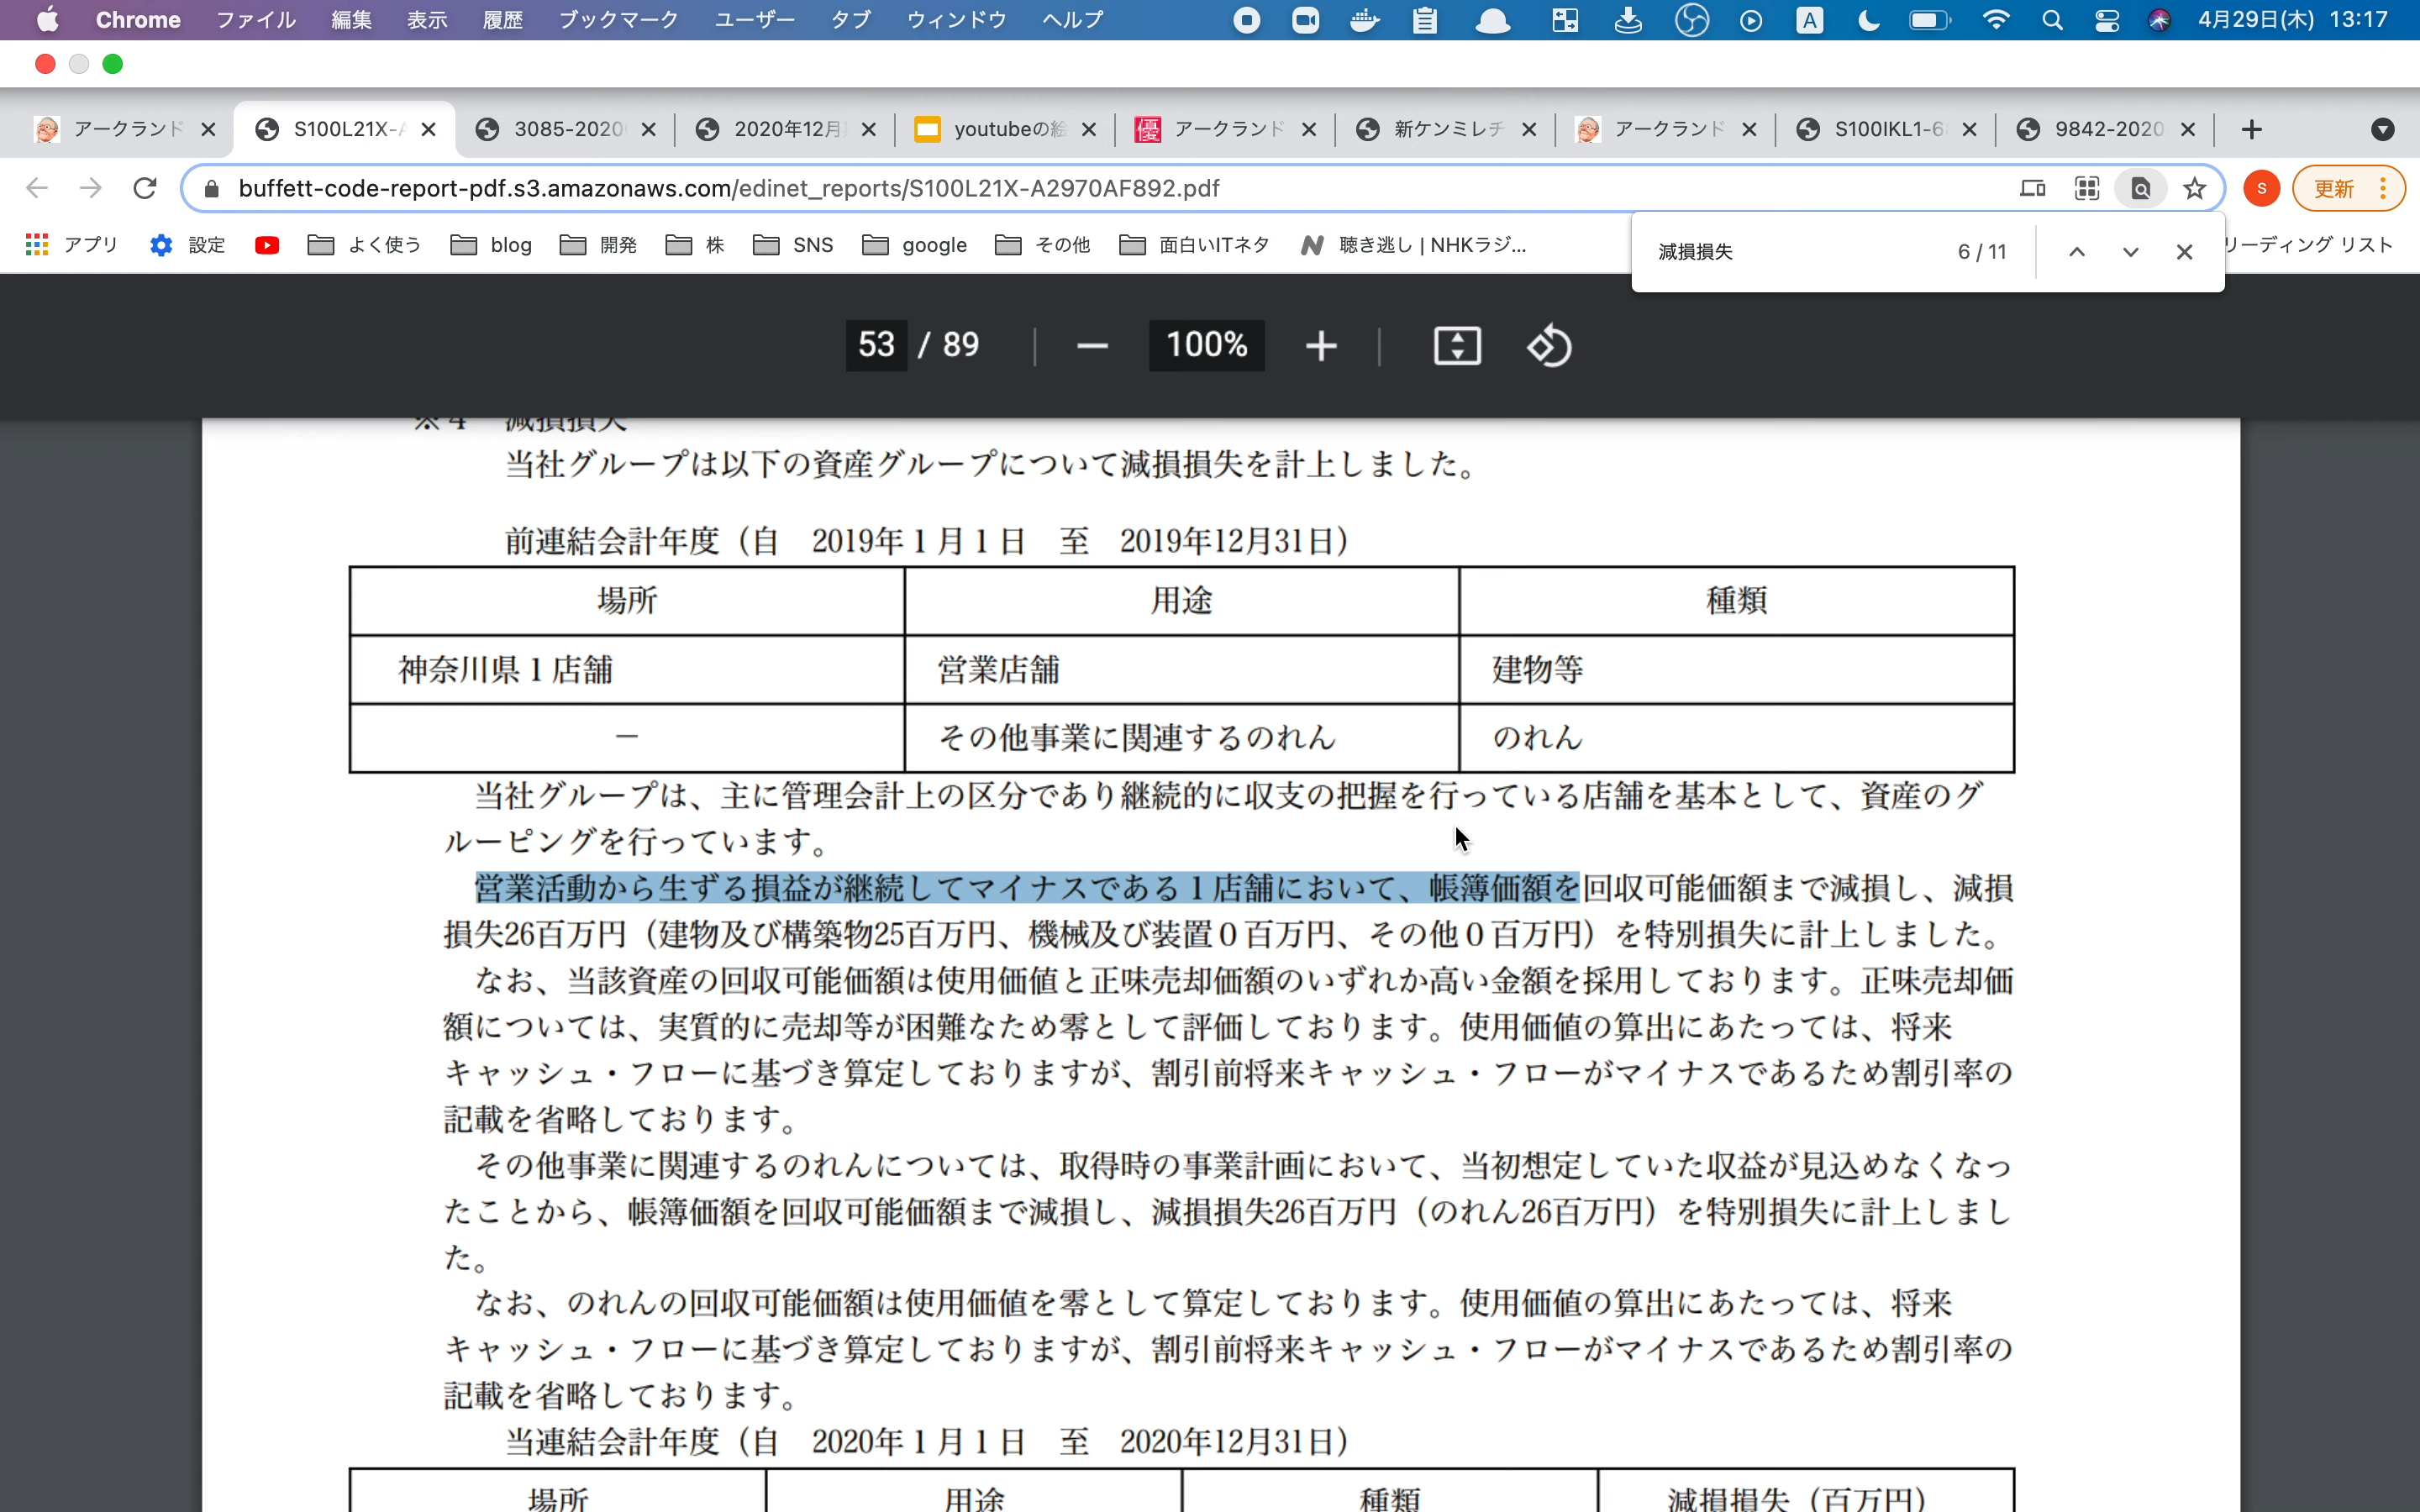 Chrome ファイル 編集 表示 履歴 ブックマーク ユーザー タブ ウィンドウ ヘルプ A 4月29日(木) 13:17
アークランド S100L21X-A 3085-2020 2020年12月 youtubeの絵 優 アークランド 新ケンミレチ アークランド S100IKL1-6 9842-2020
buffett-code-report-pdf.s3.amazonaws.com/edinet_reports/S100L21X-A2970AF892.pdf S 更新
アプリ 設定 よく使う blog 開発 株 SNS google その他 面白いITネタ 聴き逃し | NHKラジ... リーディング リスト
減損損失 6 / 11
53 / 89 100%
※４ 減損損失
当社グループは以下の資産グループについて減損損失を計上しました。
前連結会計年度（自 2019年１月１日 至 2019年12月31日）
場所 用途 種類
神奈川県１店舗 営業店舗 建物等
－ その他事業に関連するのれん のれん
当社グループは、主に管理会計上の区分であり継続的に収支の把握を行っている店舗を基本として、資産のグ
ルーピングを行っています。
営業活動から生ずる損益が継続してマイナスである１店舗において、帳簿価額を回収可能価額まで減損し、減損
損失26百万円（建物及び構築物25百万円、機械及び装置０百万円、その他０百万円）を特別損失に計上しました。
なお、当該資産の回収可能価額は使用価値と正味売却価額のいずれか高い金額を採用しております。正味売却価
額については、実質的に売却等が困難なため零として評価しております。使用価値の算出にあたっては、将来
キャッシュ・フローに基づき算定しておりますが、割引前将来キャッシュ・フローがマイナスであるため割引率の
記載を省略しております。
その他事業に関連するのれんについては、取得時の事業計画において、当初想定していた収益が見込めなくなっ
たことから、帳簿価額を回収可能価額まで減損し、減損損失26百万円（のれん26百万円）を特別損失に計上しまし
た。
なお、のれんの回収可能価額は使用価値を零として算定しております。使用価値の算出にあたっては、将来
キャッシュ・フローに基づき算定しておりますが、割引前将来キャッシュ・フローがマイナスであるため割引率の
記載を省略しております。
当連結会計年度（自 2020年１月１日 至 2020年12月31日）
場所 用途 種類 減損損失（百万円）